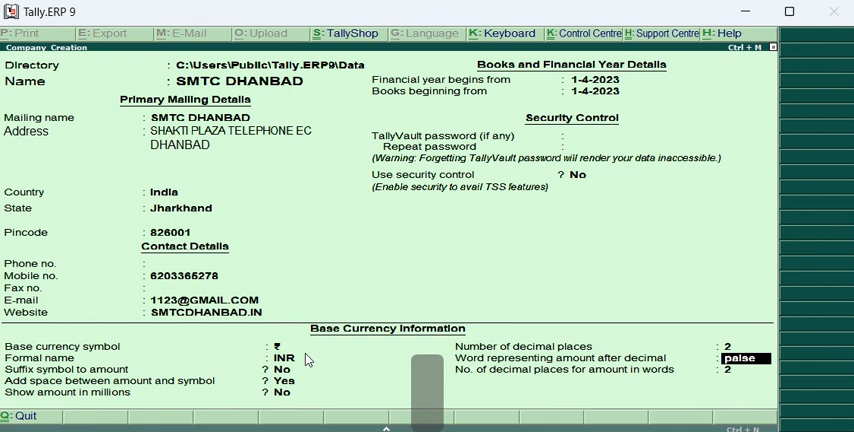 Tally.ERP 9
P: Print E: Export M: E-Mail O: Upload S: TallyShop G: Language K: Keyboard K: Control Centre H: Support Centre H: Help
Company Creation Ctrl + M
Directory : C:\Users\Public\Tally.ERP9\Data
Name : SMTC DHANBAD
Primary Mailing Details
Mailing name : SMTC DHANBAD
Address : SHAKTI PLAZA TELEPHONE EC
DHANBAD
Country : India
State : Jharkhand
Pincode : 826001
Contact Details
Phone no. :
Mobile no. : 6203365278
Fax no. :
E-mail : 1123@GMAIL.COM
Website : SMTCDHANBAD.IN
Books and Financial Year Details
Financial year begins from : 1-4-2023
Books beginning from : 1-4-2023
Security Control
TallyVault password (if any) :
Repeat password :
(Warning: Forgetting TallyVault password will render your data inaccessible.)
Use security control ? No
(Enable security to avail TSS features)
Base Currency Information
Base currency symbol : ₹
Formal name : INR
Suffix symbol to amount ? No
Add space between amount and symbol ? Yes
Show amount in millions ? No
Number of decimal places : 2
Word representing amount after decimal : paise
No. of decimal places for amount in words : 2
Q: Quit
Ctrl + N